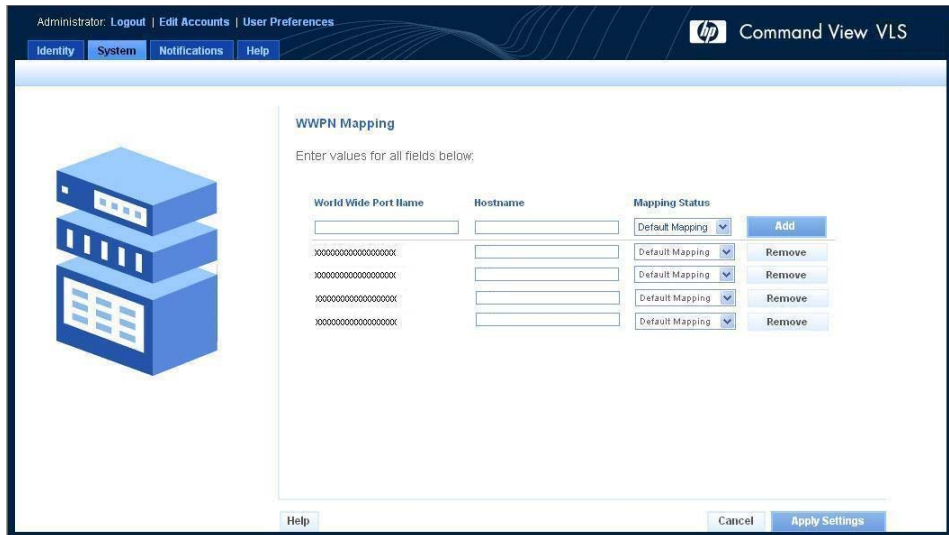 Administrator: Logout | Edit Accounts | User Preferences
hp Command View VLS
Identity System Notifications Help
WWPN Mapping
Enter values for all fields below:
World Wide Port Name Hostname Mapping Status
Default Mapping Add
Default Mapping Remove
Default Mapping Remove
Default Mapping Remove
Default Mapping Remove
Help Cancel Apply Settings